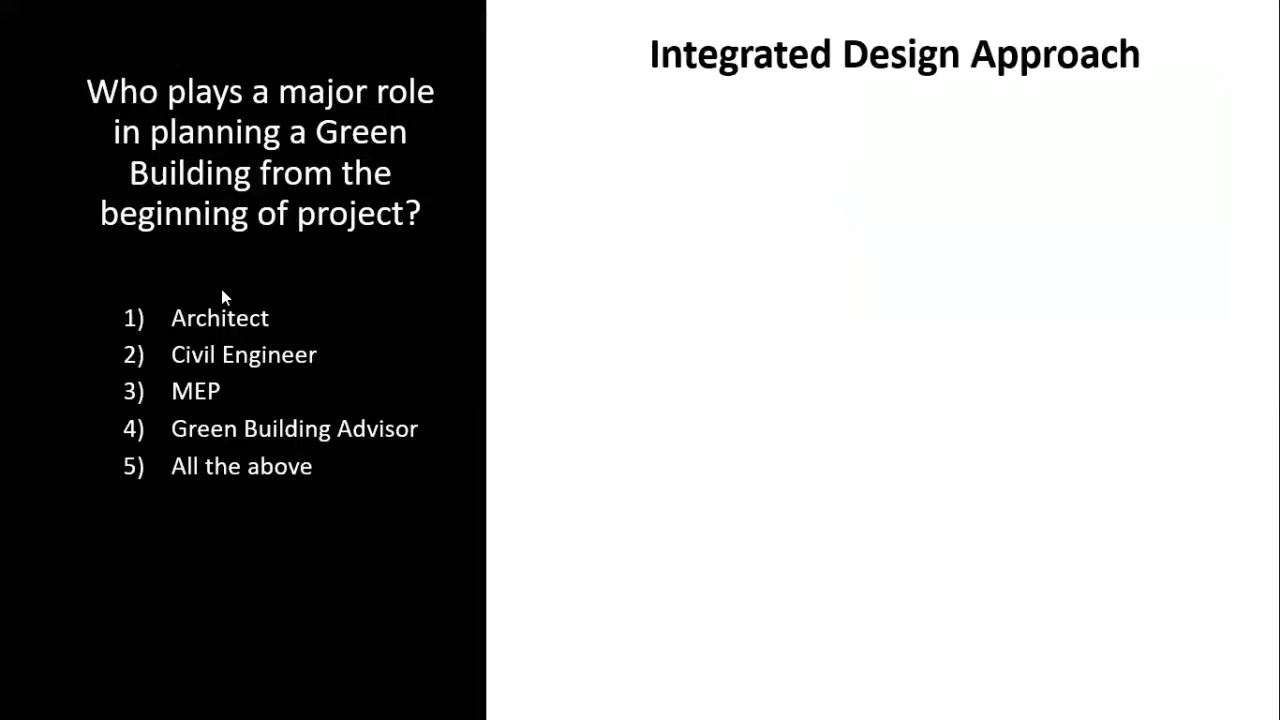 Who plays a major role
in planning a Green
Building from the
beginning of project?
1) Architect
2) Civil Engineer
3) MEP
4) Green Building Advisor
5) All the above
Integrated Design Approach